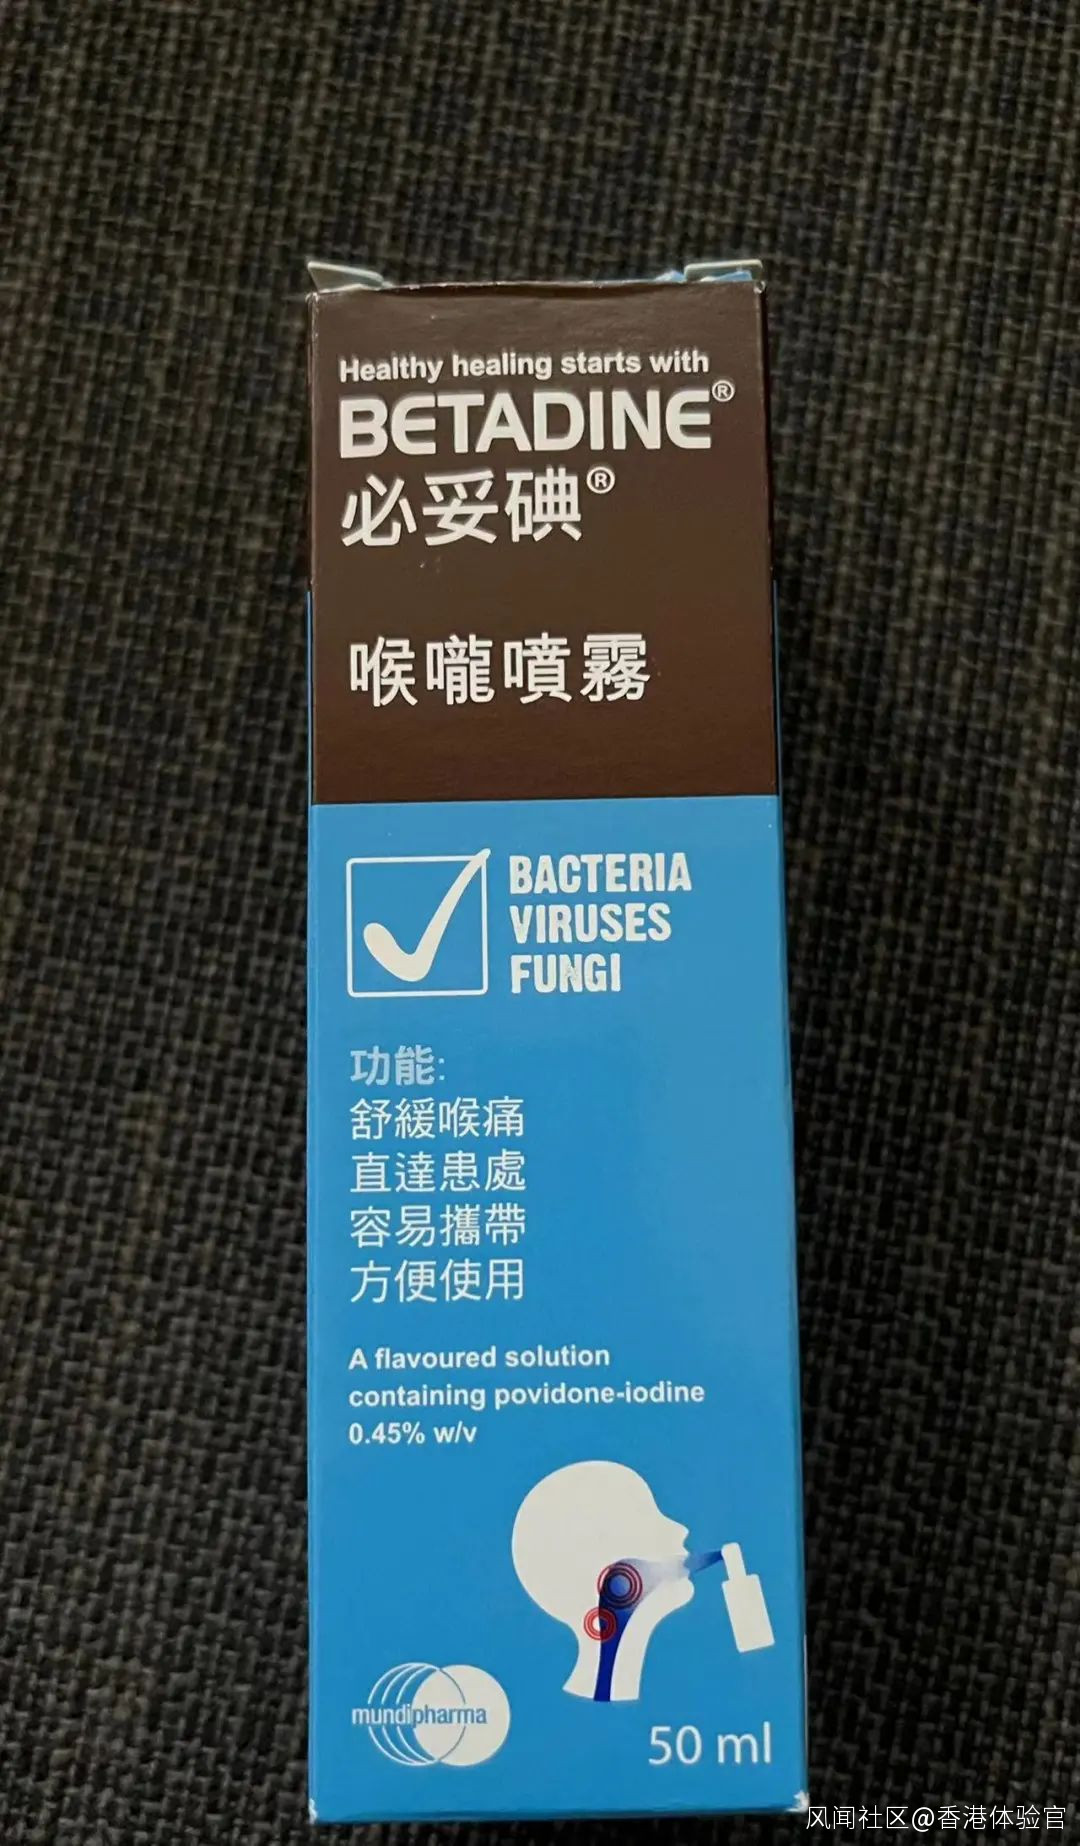 Healthy healing starts with
BETADINE®
必妥碘®
喉嚨噴霧
BACTERIA
VIRUSES
FUNGI
功能:
舒緩喉痛
直達患處
容易攜帶
方便使用
A flavoured solution
containing povidone-iodine
0.45% w/v
mundipharma
50 ml
风闻社区@香港体验官